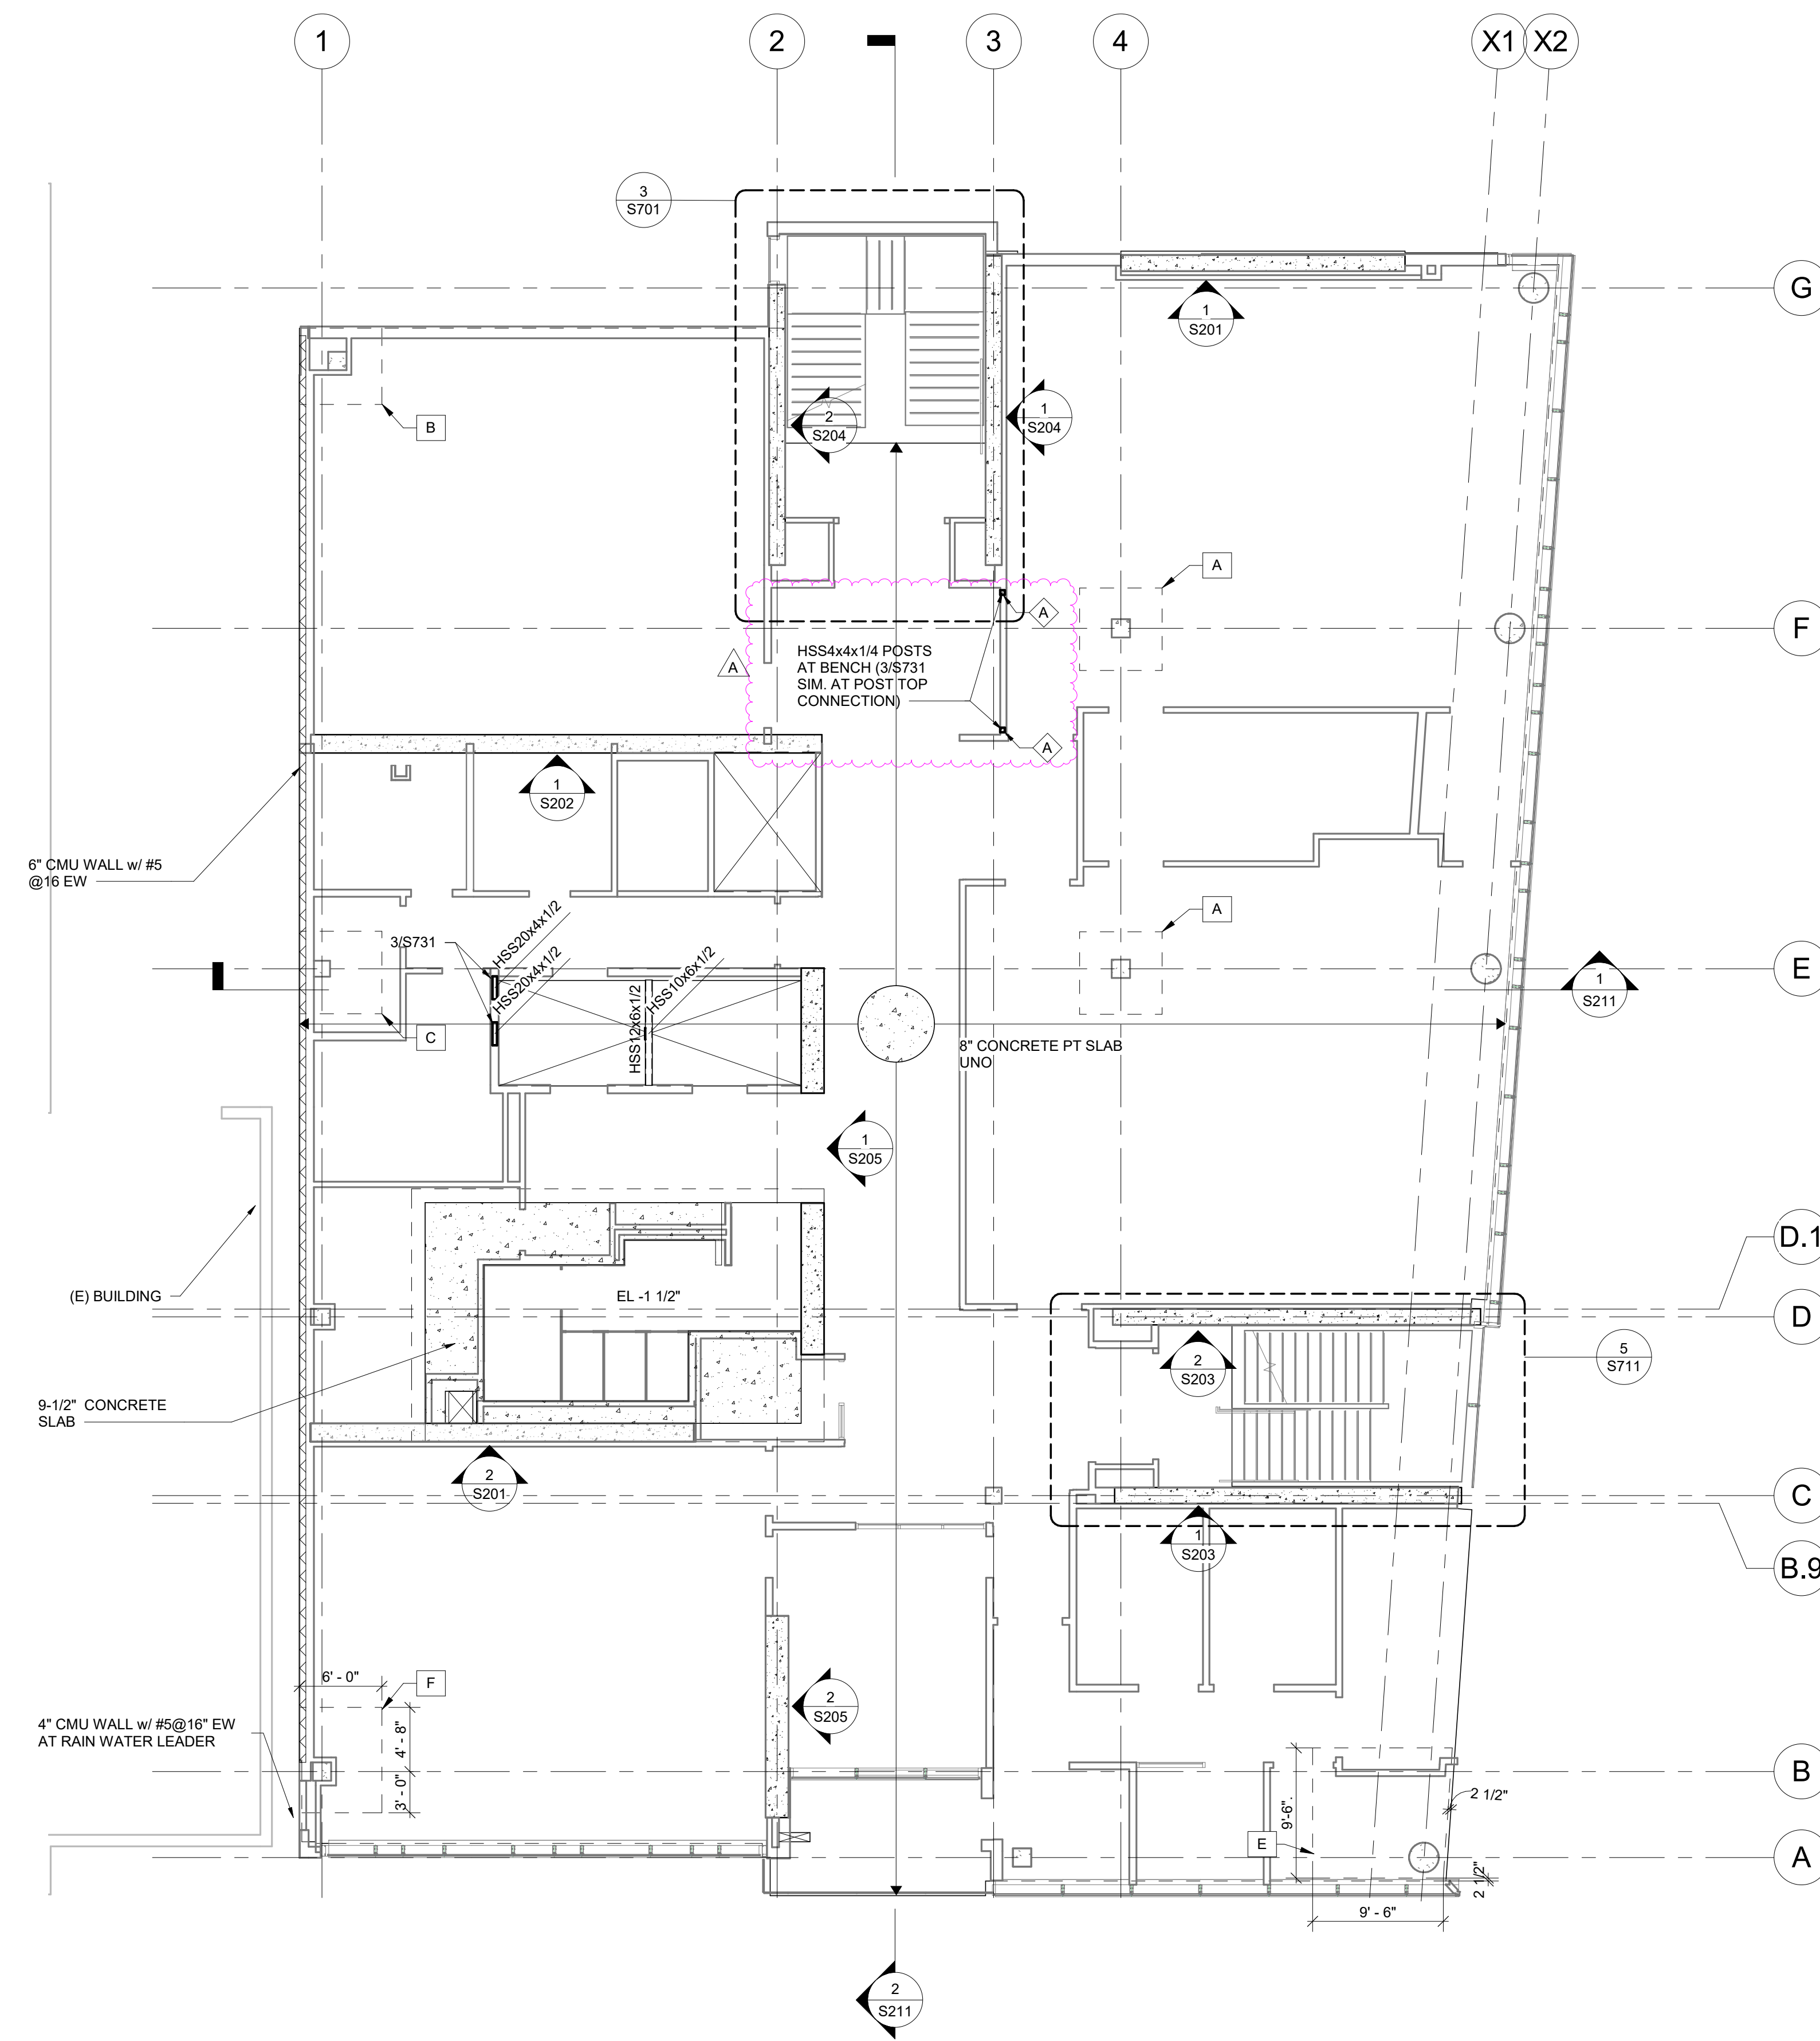 1
2
3
4
X1
X2
3
S701
G
1
S201
B
2
S204
1
S204
A
A
F
HSS4x4x1/4 POSTS
AT BENCH (3/S731
SIM. AT POST TOP
CONNECTION)
A
A
1
S202
6" CMU WALL w/ #5
@16 EW
A
3/S731
HSS20x4x1/2
HSS20x4x1/2
HSS12x6x1/2
HSS10x6x1/2
E
1
S211
C
8" CONCRETE PT SLAB
UNO
1
S205
D.1
(E) BUILDING
EL -1 1/2"
D
2
S203
5
S711
9-1/2" CONCRETE
SLAB
2
S201
C
1
S203
B.9
6' - 0"
F
4' - 8"
3' - 0"
2
S205
4" CMU WALL w/ #5@16" EW
AT RAIN WATER LEADER
B
2 1/2"
9'-6"
E
A
2 1/2"
9' - 6"
2
S211